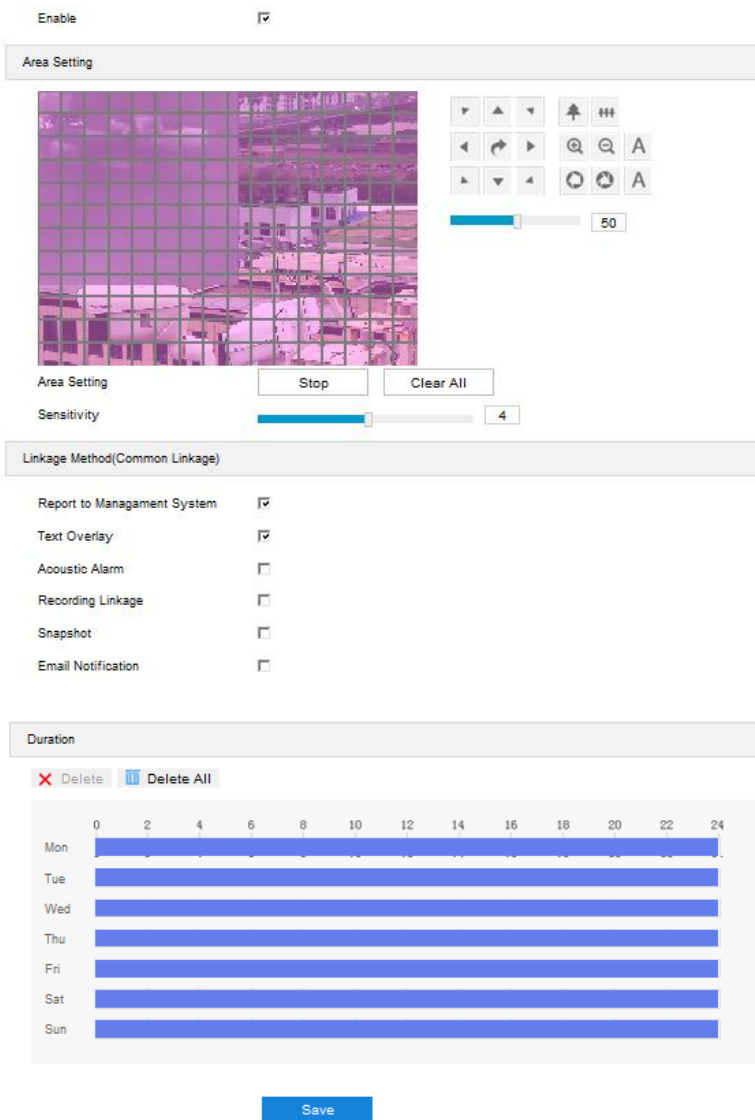 Enable
Area Setting
A
A
50
Area Setting Stop Clear All
Sensitivity 4
Linkage Method(Common Linkage)
Report to Managament System
Text Overlay
Acoustic Alarm
Recording Linkage
Snapshot
Email Notification
Duration
Delete Delete All
0 2 4 6 8 10 12 14 16 18 20 22 24
Mon
Tue
Wed
Thu
Fri
Sat
Sun
Save